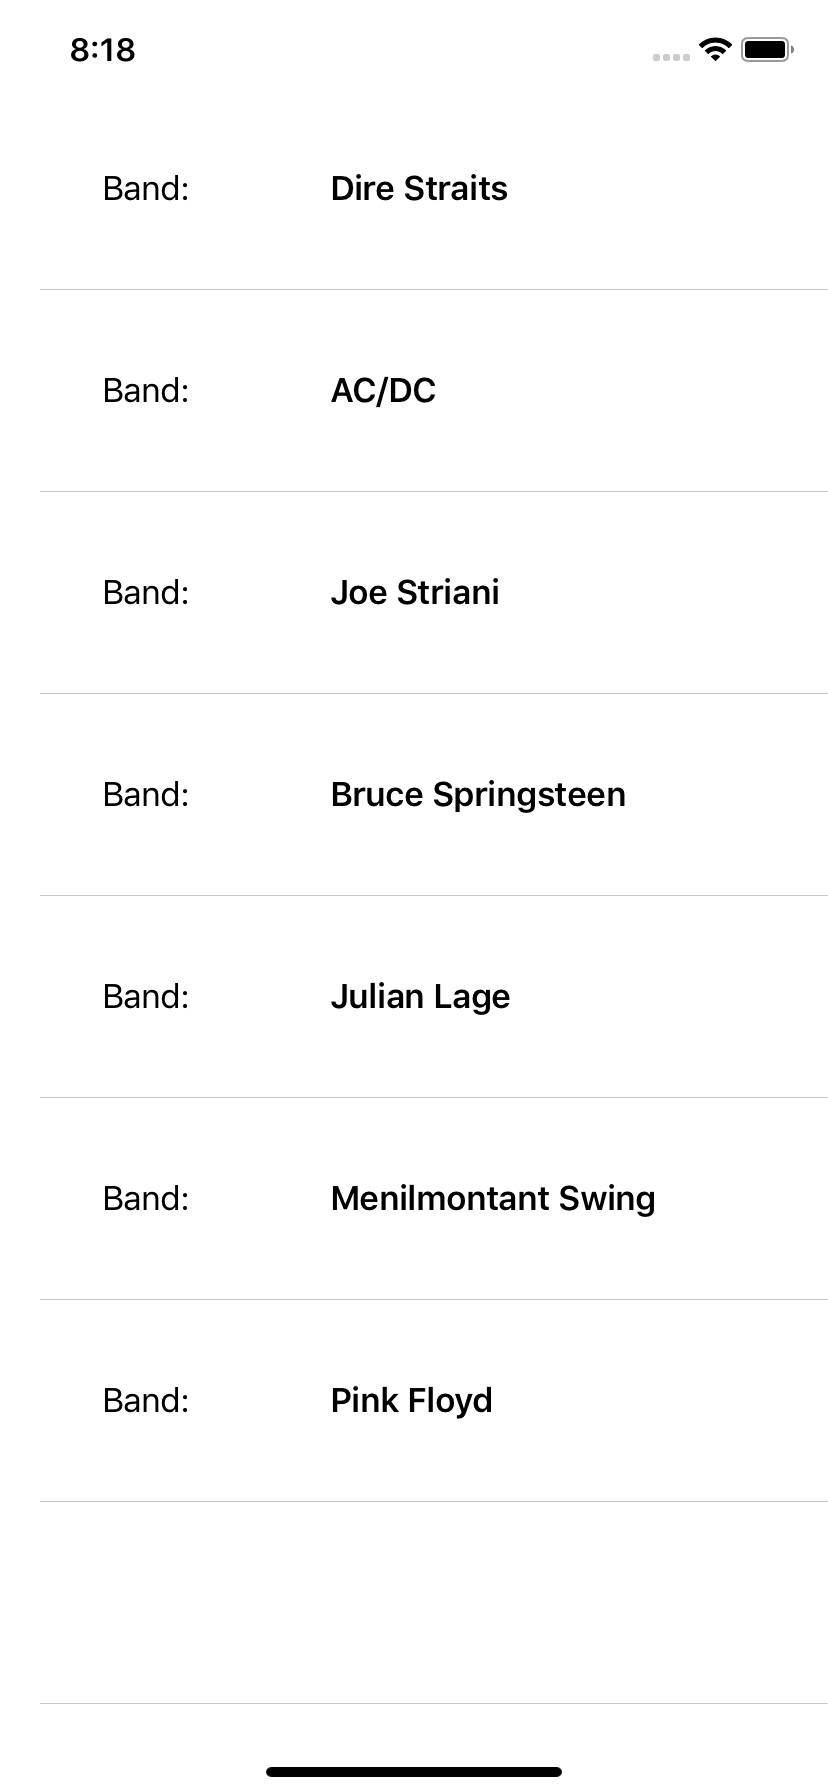 8:18
Band: Dire Straits
Band: AC/DC
Band: Joe Striani
Band: Bruce Springsteen
Band: Julian Lage
Band: Menilmontant Swing
Band: Pink Floyd